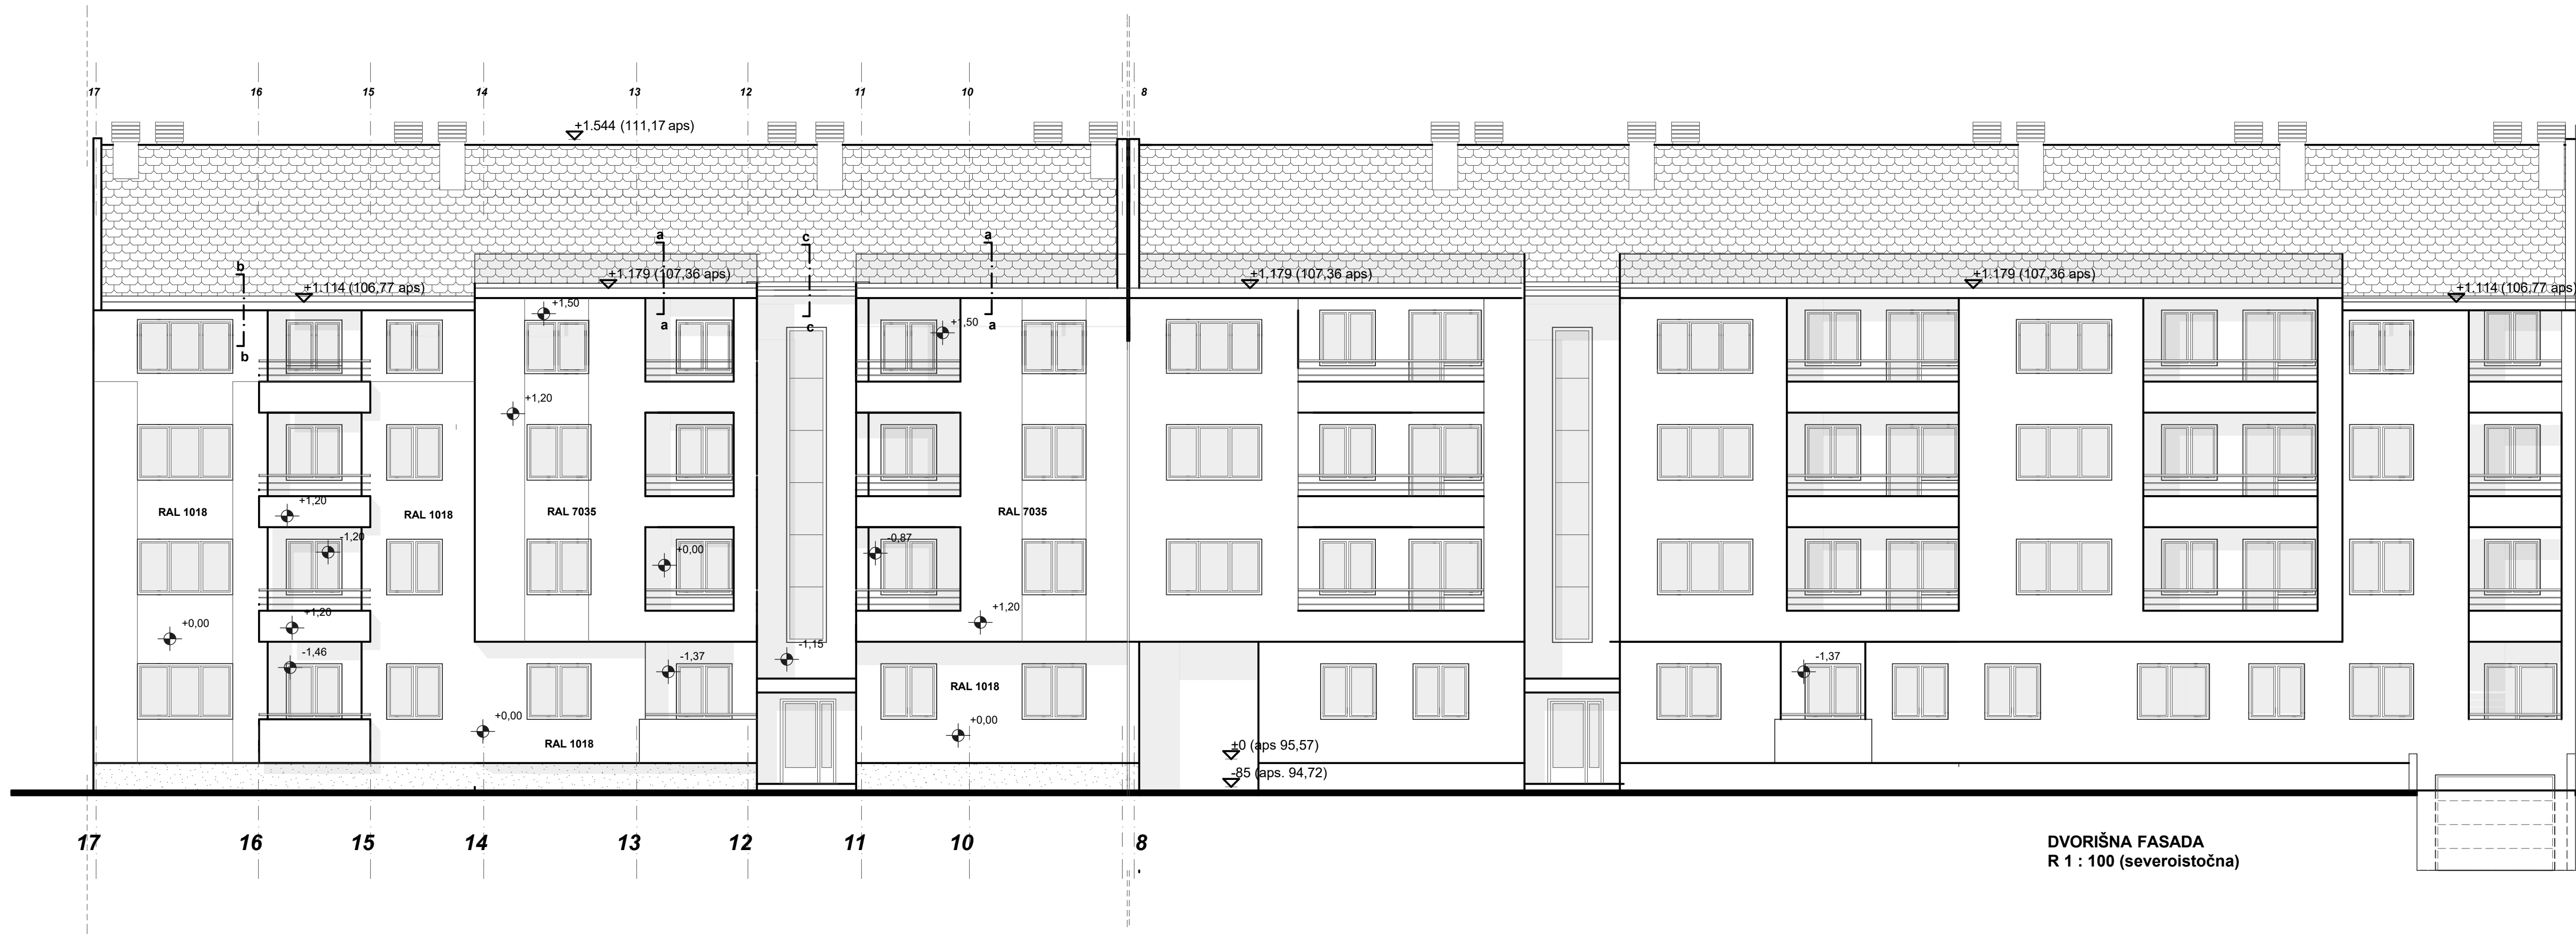 17 16 15 14 13 12 11 10 8
+1.544 (111,17 aps)
a c a
b
+1.179 (107,36 aps) +1.179 (107,36 aps) +1.179 (107,36 aps)
+1.114 (106,77 aps) +1.114 (106,77 aps)
+1,50
+1,50
a c a
b
+1,20
+1,20
RAL 1018 RAL 1018 RAL 7035 RAL 7035
-1,20 -0,87
+0,00
+1,20 +1,20
+0,00
-1,46 -1,15
-1,37 -1,37
RAL 1018
+0,00 +0,00
RAL 1018
±0 (aps 95,57)
-85 (aps. 94,72)
17 16 15 14 13 12 11 10 8
DVORIŠNA FASADA
R 1 : 100 (severoistočna)